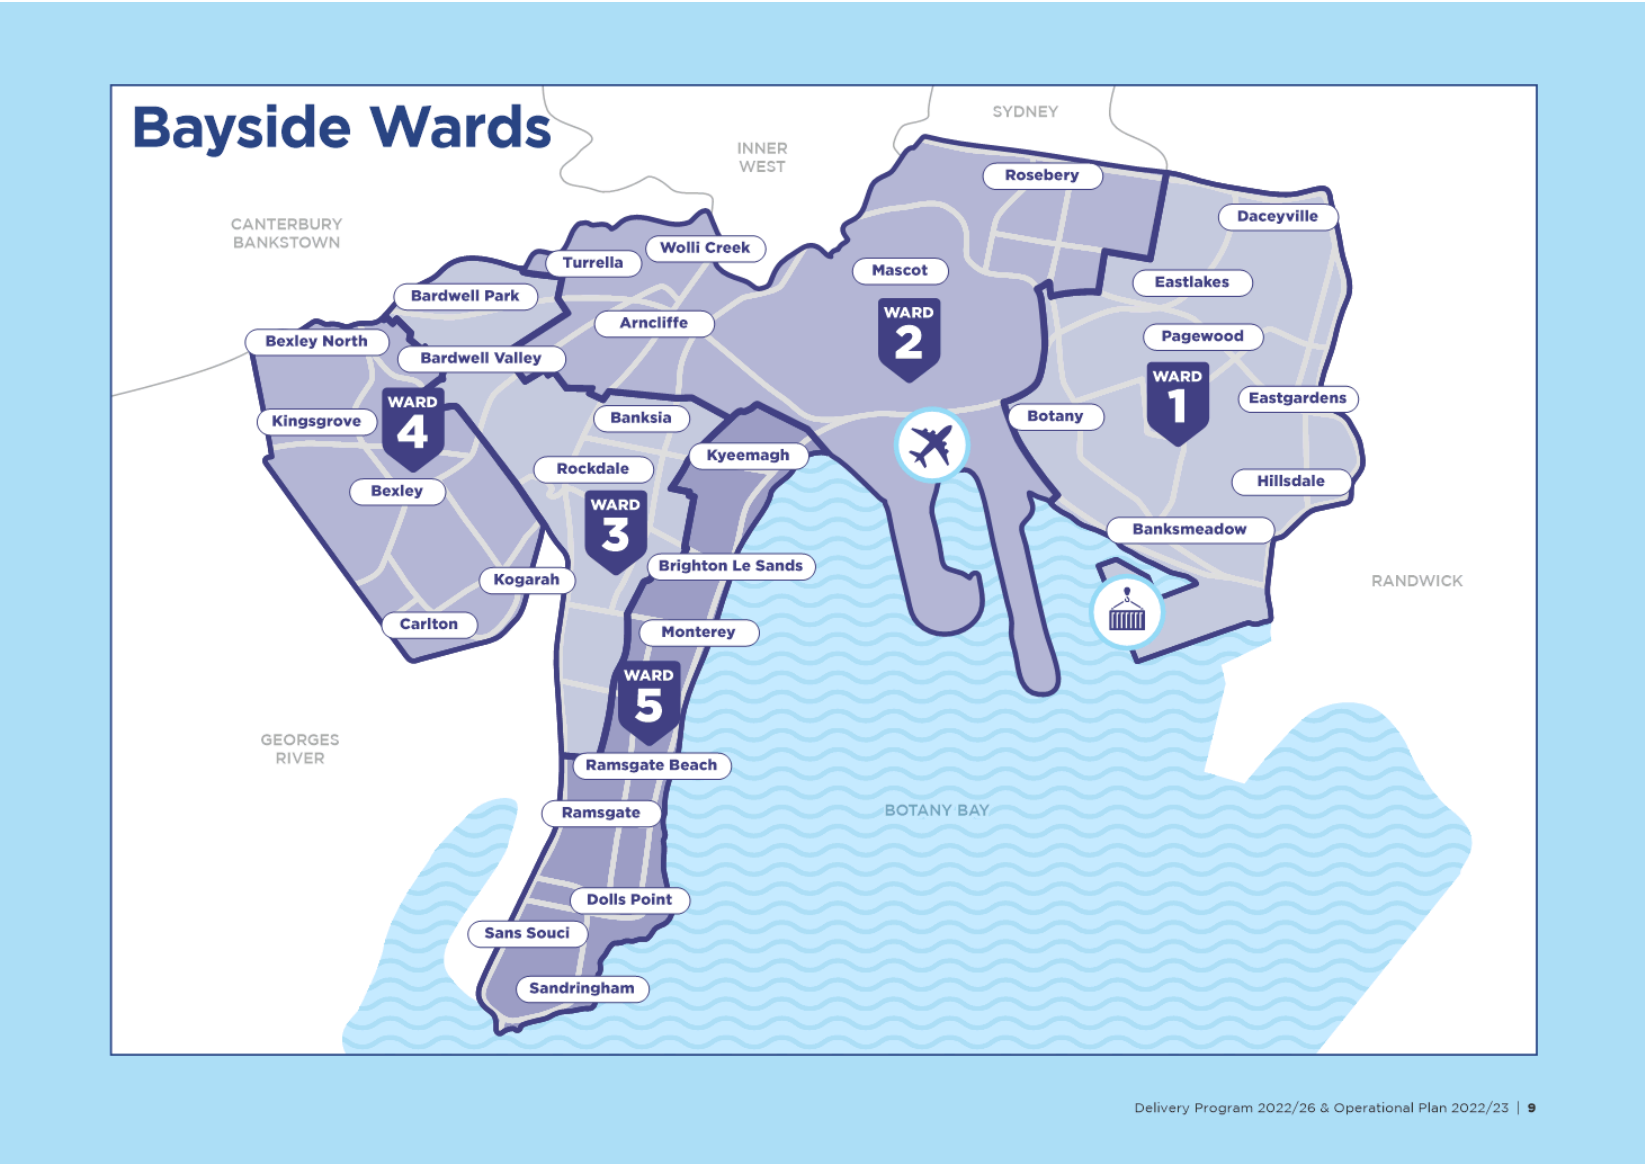 Bayside Wards
SYDNEY
INNER
WEST
CANTERBURY
BANKSTOWN
Rosebery
Daceyville
Wolli Creek
Turrella
Mascot
Eastlakes
Bardwell Park
WARD
2
Arncliffe
Pagewood
Bexley North
Bardwell Valley
WARD
1
Eastgardens
WARD
4
Kingsgrove
Banksia
Botany
Kyeemagh
Rockdale
Hillsdale
Bexley
WARD
3
Banksmeadow
Brighton Le Sands
Kogarah
RANDWICK
Carlton
Monterey
WARD
5
GEORGES
RIVER
Ramsgate Beach
Ramsgate
BOTANY BAY
Dolls Point
Sans Souci
Sandringham
Delivery Program 2022/26 & Operational Plan 2022/23 | 9